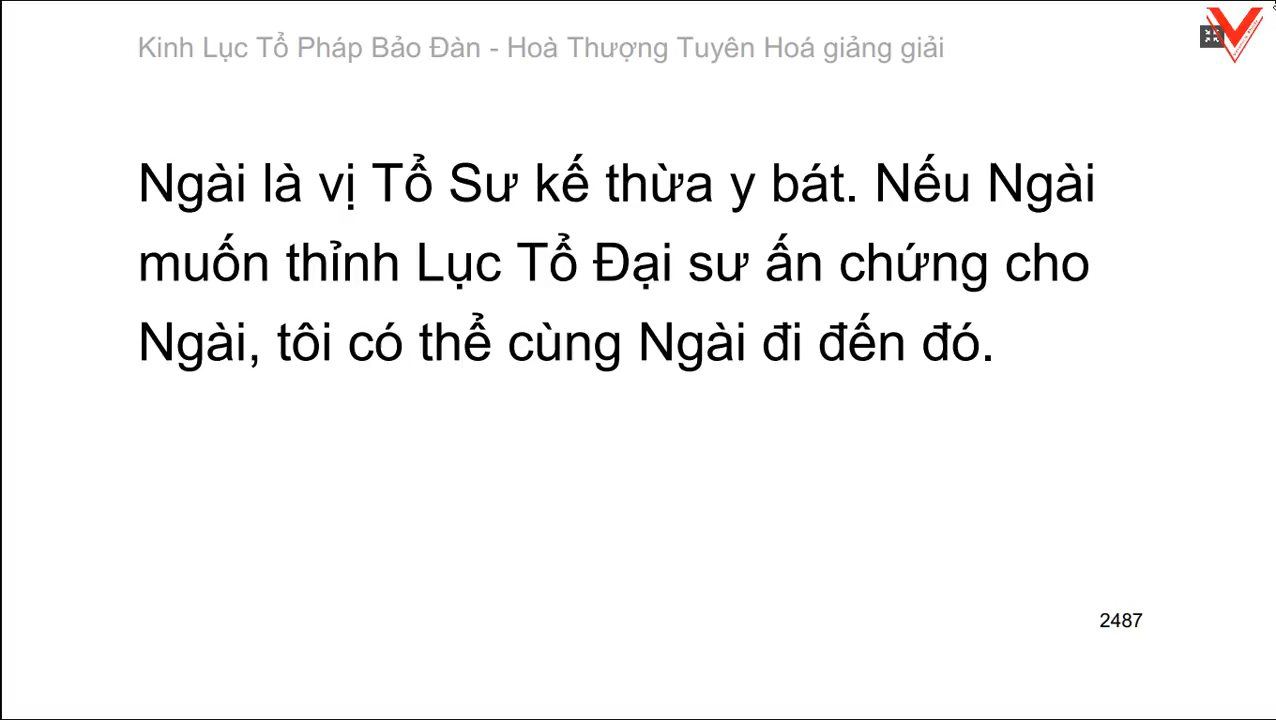 Kinh Lục Tổ Pháp Bảo Đàn - Hoà Thượng Tuyên Hoá giảng giải
Ngài là vị Tổ Sư kế thừa y bát. Nếu Ngài
muốn thỉnh Lục Tổ Đại sư ấn chứng cho
Ngài, tôi có thể cùng Ngài đi đến đó.
2487